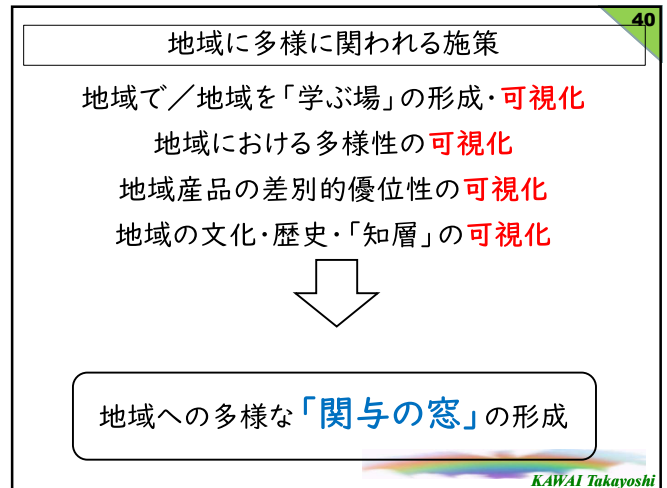 40
地域に多様に関われる施策
地域で／地域を「学ぶ場」の形成・可視化
地域における多様性の可視化
地域産品の差別的優位性の可視化
地域の文化・歴史・「知層」の可視化
地域への多様な「関与の窓」の形成
KAWAI Takayoshi